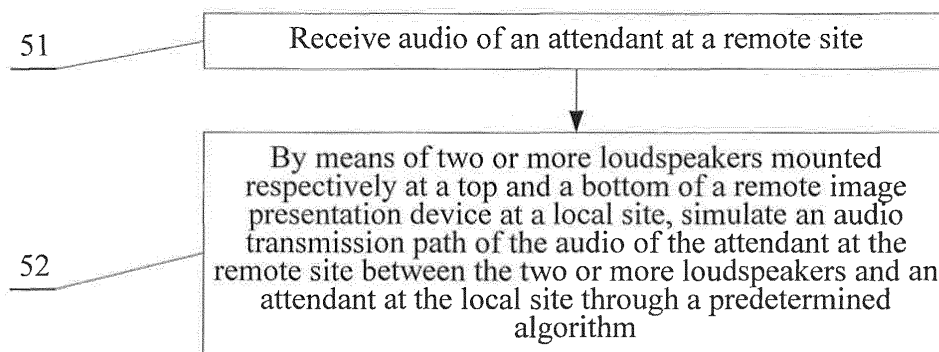 51
Receive audio of an attendant at a remote site
52
By means of two or more loudspeakers mounted
respectively at a top and a bottom of a remote image
presentation device at a local site, simulate an audio
transmission path of the audio of the attendant at the
remote site between the two or more loudspeakers and an
attendant at the local site through a predetermined
algorithm